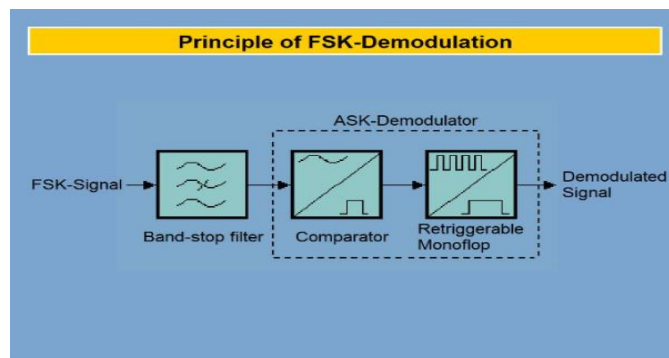 Principle of FSK-Demodulation
ASK-Demodulator
FSK-Signal
Demodulated
Signal
Band-stop filter
Comparator
Retriggerable
Monoflop